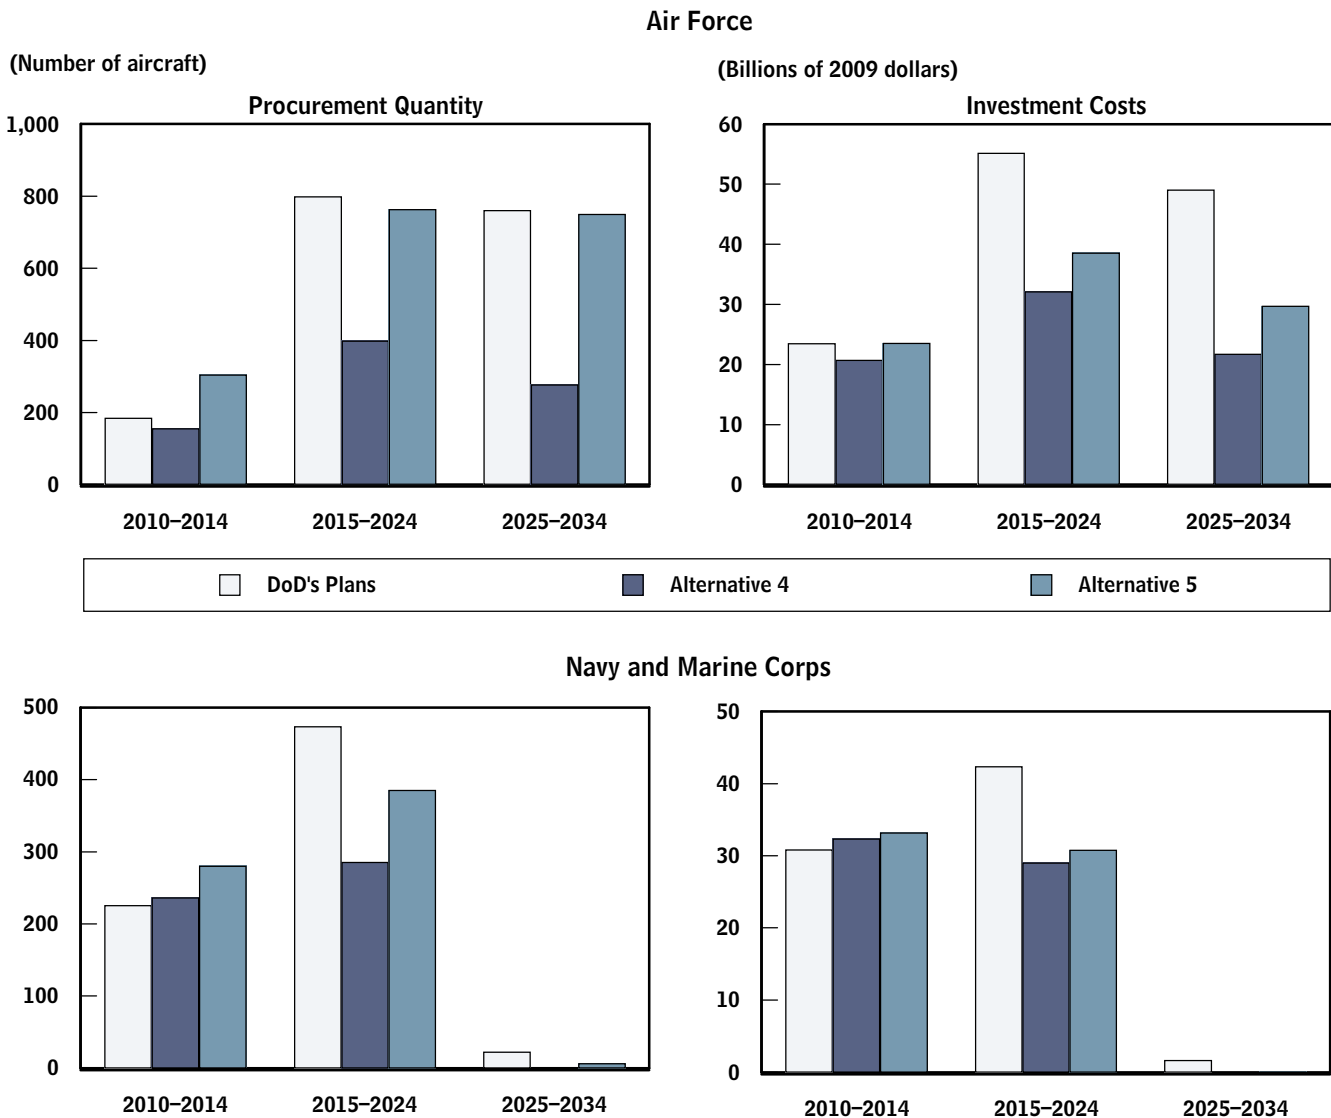 Air Force
(Number of aircraft)
(Billions of 2009 dollars)
Procurement Quantity
Investment Costs
1,000
800
600
400
200
0
2010–2014 2015–2024 2025–2034
60
50
40
30
20
10
0
2010–2014 2015–2024 2025–2034
DoD's Plans Alternative 4 Alternative 5
Navy and Marine Corps
500
400
300
200
100
0
2010–2014 2015–2024 2025–2034
50
40
30
20
10
0
2010–2014 2015–2024 2025–2034